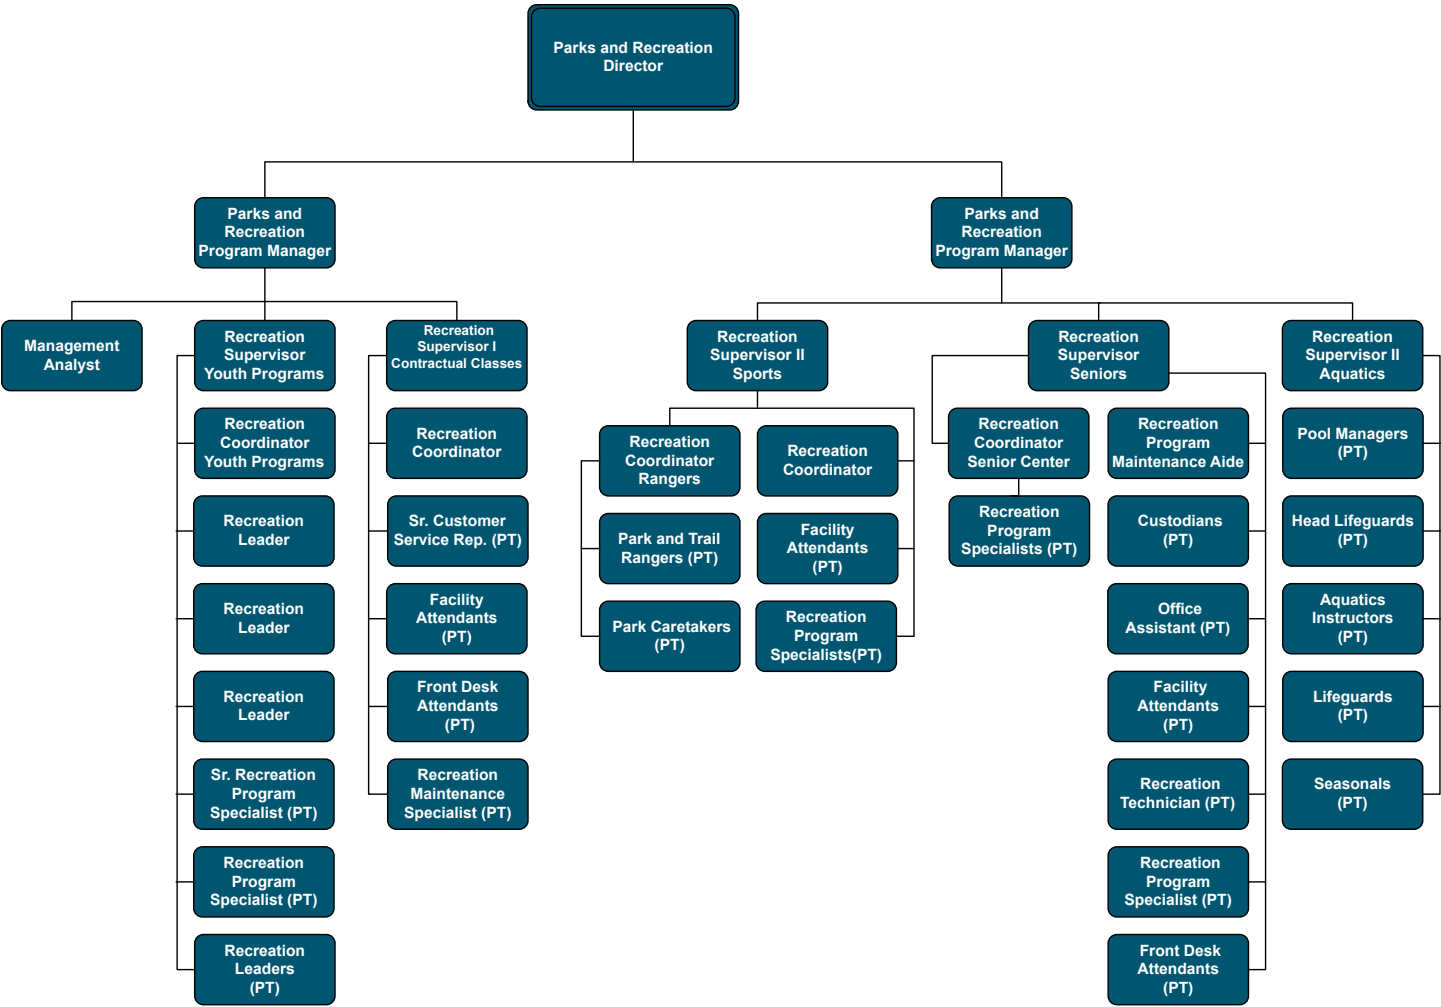 Parks and Recreation
Director
Parks and
Recreation
Program Manager
Parks and
Recreation
Program Manager
Management
Analyst
Recreation
Supervisor
Youth Programs
Recreation
Supervisor I
Contractual Classes
Recreation
Supervisor II
Sports
Recreation
Supervisor
Seniors
Recreation
Supervisor II
Aquatics
Recreation
Coordinator
Youth Programs
Recreation
Leader
Recreation
Leader
Recreation
Leader
Sr. Recreation
Program
Specialist (PT)
Recreation
Program
Specialist (PT)
Recreation
Leaders
(PT)
Recreation
Coordinator
Sr. Customer
Service Rep. (PT)
Facility
Attendants
(PT)
Front Desk
Attendants
(PT)
Recreation
Maintenance
Specialist (PT)
Recreation
Coordinator
Rangers
Park and Trail
Rangers (PT)
Park Caretakers
(PT)
Recreation
Coordinator
Facility
Attendants
(PT)
Recreation
Program
Specialists(PT)
Recreation
Coordinator
Senior Center
Recreation
Program
Specialists (PT)
Recreation
Program
Maintenance Aide
Custodians
(PT)
Office
Assistant (PT)
Facility
Attendants
(PT)
Recreation
Technician (PT)
Recreation
Program
Specialist (PT)
Front Desk
Attendants
(PT)
Pool Managers
(PT)
Head Lifeguards
(PT)
Aquatics
Instructors
(PT)
Lifeguards
(PT)
Seasonals
(PT)